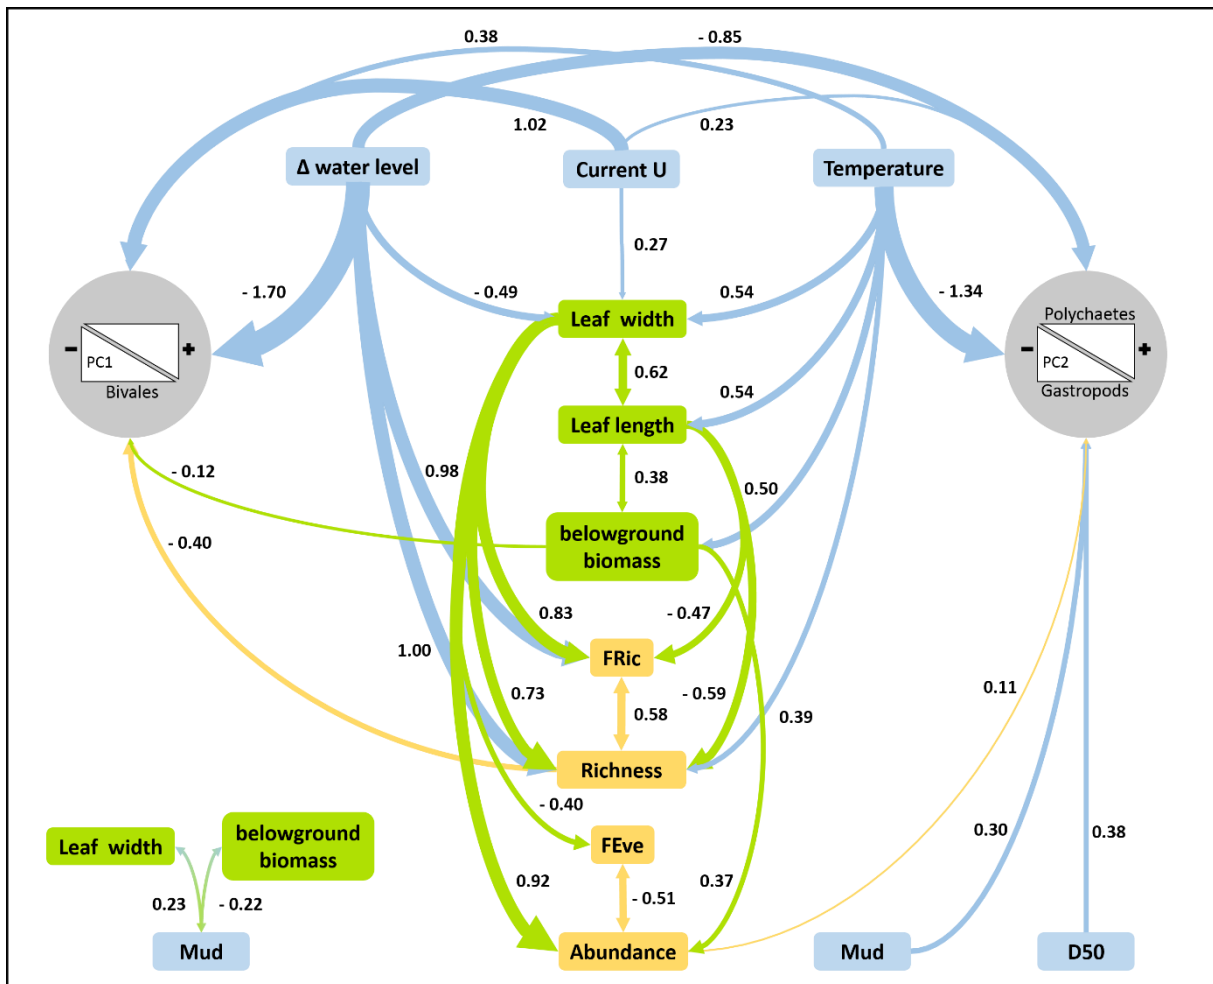 0.38
- 0.85
1.02
0.23
Δ water level
Current U
Temperature
0.27
- 1.70
- 0.49
0.54
- 1.34
Leaf width
Polychaetes
- +
PC1
Bivales
- +
PC2
Gastropods
0.62
0.54
Leaf length
- 0.12
0.98
0.38
0.50
- 0.40
belowground
biomass
0.83
- 0.47
1.00
FRic
0.73
- 0.59
0.11
0.58
0.39
Richness
- 0.40
0.30
0.38
Leaf width
belowground
biomass
FEve
0.92
0.37
0.23
- 0.22
- 0.51
Mud
Abundance
Mud
D50